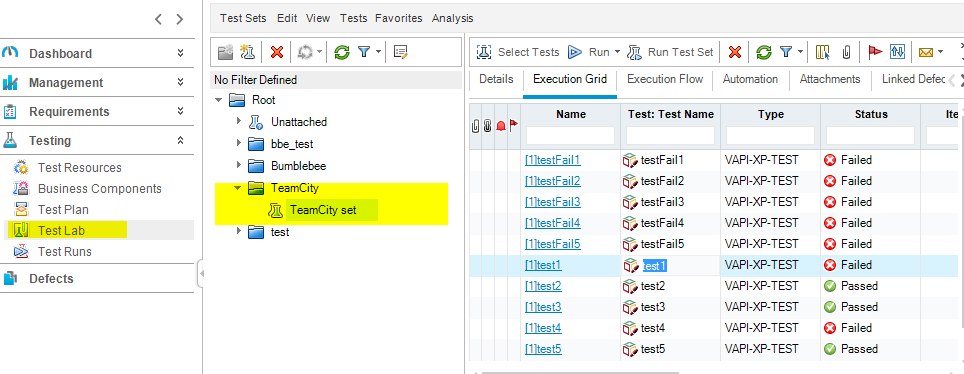 Test Sets Edit View Tests Favorites Analysis
Dashboard
Management
Requirements
Testing
Test Resources
Business Components
Test Plan
Test Lab
Test Runs
Defects
No Filter Defined
Root
Unattached
bbe_test
Bumblebee
TeamCity
TeamCity set
test
Select Tests Run Run Test Set
Details Execution Grid Execution Flow Automation Attachments Linked Defec
Name Test: Test Name Type Status Ite
[1]testFail1 testFail1 VAPI-XP-TEST Failed
[1]testFail2 testFail2 VAPI-XP-TEST Failed
[1]testFail3 testFail3 VAPI-XP-TEST Failed
[1]testFail4 testFail4 VAPI-XP-TEST Failed
[1]testFail5 testFail5 VAPI-XP-TEST Failed
[1]test1 test1 VAPI-XP-TEST Failed
[1]test2 test2 VAPI-XP-TEST Passed
[1]test3 test3 VAPI-XP-TEST Passed
[1]test4 test4 VAPI-XP-TEST Failed
[1]test5 test5 VAPI-XP-TEST Passed